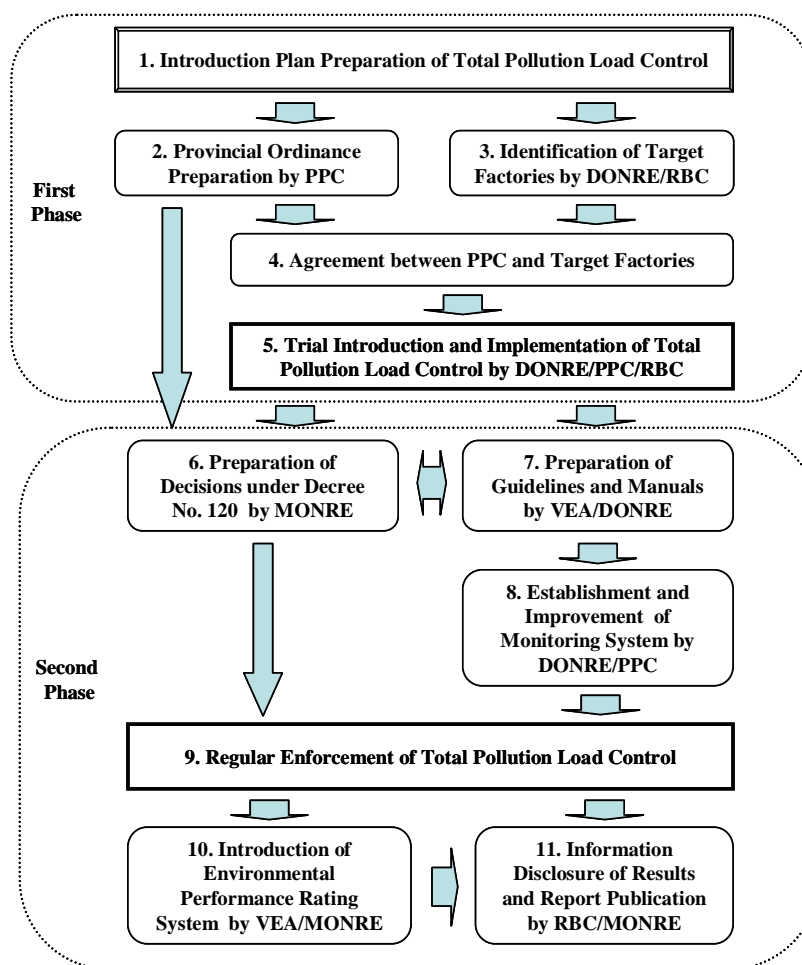 1. Introduction Plan Preparation of Total Pollution Load Control
2. Provincial Ordinance
Preparation by PPC
3. Identification of Target
Factories by DONRE/RBC
First
Phase
4. Agreement between PPC and Target Factories
5. Trial Introduction and Implementation of Total
Pollution Load Control by DONRE/PPC/RBC
6. Preparation of
Decisions under Decree
No. 120 by MONRE
7. Preparation of
Guidelines and Manuals
by VEA/DONRE
8. Establishment and
Improvement of
Monitoring System by
DONRE/PPC
Second
Phase
9. Regular Enforcement of Total Pollution Load Control
10. Introduction of
Environmental
Performance Rating
System by VEA/MONRE
11. Information
Disclosure of Results
and Report Publication
by RBC/MONRE